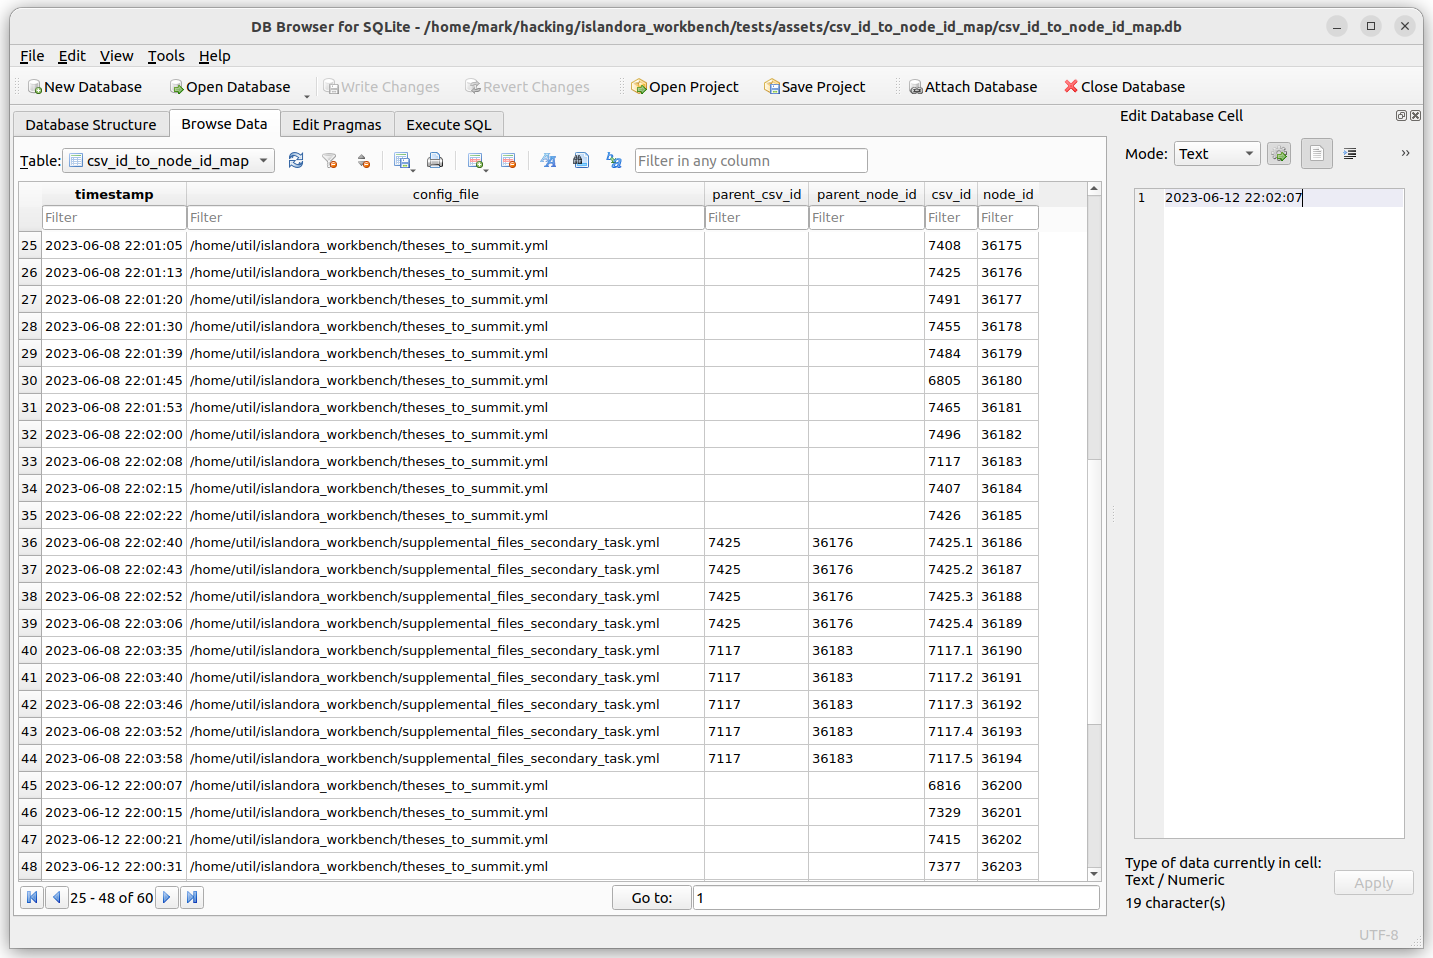 DB Browser for SQLite - /home/mark/hacking/islandora_workbench/tests/assets/csv_id_to_node_id_map/csv_id_to_node_id_map.db
File Edit View Tools Help
New Database Open Database Write Changes Revert Changes Open Project Save Project Attach Database Close Database
Database Structure Browse Data Edit Pragmas Execute SQL
Table: csv_id_to_node_id_map Filter in any column
timestamp config_file parent_csv_id parent_node_id csv_id node_id
Filter Filter Filter Filter Filter Filter
25 2023-06-08 22:01:05 /home/util/islandora_workbench/theses_to_summit.yml 7408 36175
26 2023-06-08 22:01:13 /home/util/islandora_workbench/theses_to_summit.yml 7425 36176
27 2023-06-08 22:01:20 /home/util/islandora_workbench/theses_to_summit.yml 7491 36177
28 2023-06-08 22:01:30 /home/util/islandora_workbench/theses_to_summit.yml 7455 36178
29 2023-06-08 22:01:39 /home/util/islandora_workbench/theses_to_summit.yml 7484 36179
30 2023-06-08 22:01:45 /home/util/islandora_workbench/theses_to_summit.yml 6805 36180
31 2023-06-08 22:01:53 /home/util/islandora_workbench/theses_to_summit.yml 7465 36181
32 2023-06-08 22:02:00 /home/util/islandora_workbench/theses_to_summit.yml 7496 36182
33 2023-06-08 22:02:08 /home/util/islandora_workbench/theses_to_summit.yml 7117 36183
34 2023-06-08 22:02:15 /home/util/islandora_workbench/theses_to_summit.yml 7407 36184
35 2023-06-08 22:02:22 /home/util/islandora_workbench/theses_to_summit.yml 7426 36185
36 2023-06-08 22:02:40 /home/util/islandora_workbench/supplemental_files_secondary_task.yml 7425 36176 7425.1 36186
37 2023-06-08 22:02:43 /home/util/islandora_workbench/supplemental_files_secondary_task.yml 7425 36176 7425.2 36187
38 2023-06-08 22:02:52 /home/util/islandora_workbench/supplemental_files_secondary_task.yml 7425 36176 7425.3 36188
39 2023-06-08 22:03:06 /home/util/islandora_workbench/supplemental_files_secondary_task.yml 7425 36176 7425.4 36189
40 2023-06-08 22:03:35 /home/util/islandora_workbench/supplemental_files_secondary_task.yml 7117 36183 7117.1 36190
41 2023-06-08 22:03:40 /home/util/islandora_workbench/supplemental_files_secondary_task.yml 7117 36183 7117.2 36191
42 2023-06-08 22:03:46 /home/util/islandora_workbench/supplemental_files_secondary_task.yml 7117 36183 7117.3 36192
43 2023-06-08 22:03:52 /home/util/islandora_workbench/supplemental_files_secondary_task.yml 7117 36183 7117.4 36193
44 2023-06-08 22:03:58 /home/util/islandora_workbench/supplemental_files_secondary_task.yml 7117 36183 7117.5 36194
45 2023-06-12 22:00:07 /home/util/islandora_workbench/theses_to_summit.yml 6816 36200
46 2023-06-12 22:00:15 /home/util/islandora_workbench/theses_to_summit.yml 7329 36201
47 2023-06-12 22:00:21 /home/util/islandora_workbench/theses_to_summit.yml 7415 36202
48 2023-06-12 22:00:31 /home/util/islandora_workbench/theses_to_summit.yml 7377 36203
25 - 48 of 60 Go to: 1
Edit Database Cell
Mode: Text
1 2023-06-12 22:02:07
Type of data currently in cell:
Text / Numeric
19 character(s)
Apply
UTF-8